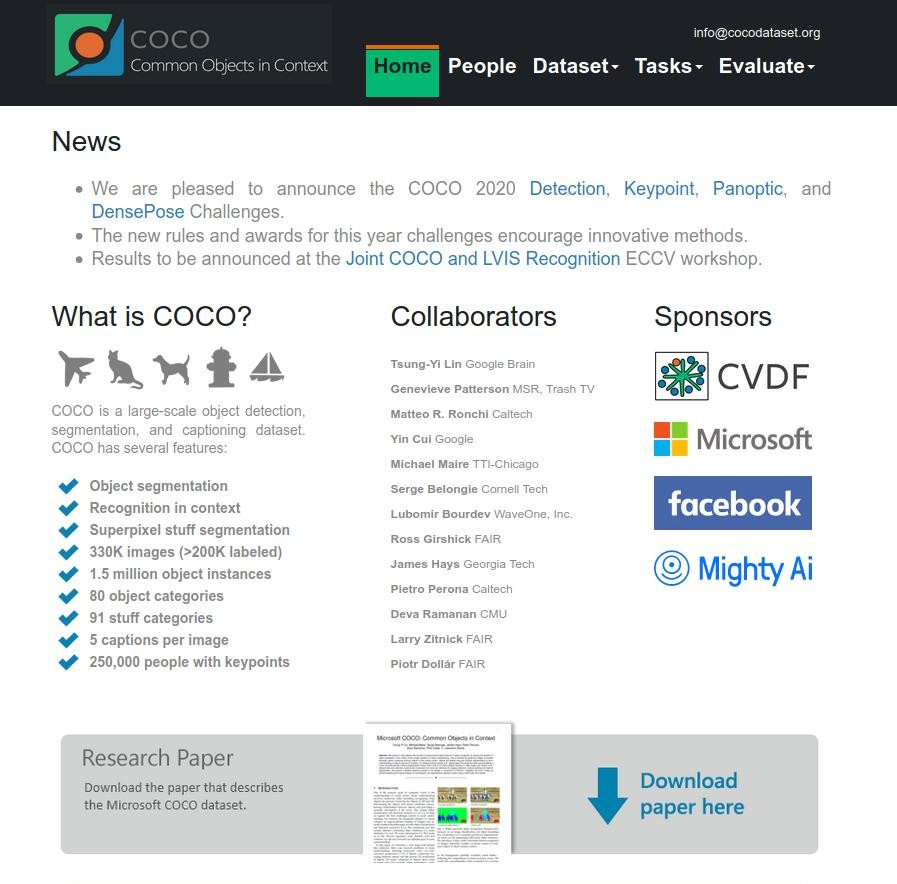 COCO
Common Objects in Context
info@cocodataset.org
Home People Dataset Tasks Evaluate
News
We are pleased to announce the COCO 2020 Detection, Keypoint, Panoptic, and
DensePose Challenges.
The new rules and awards for this year challenges encourage innovative methods.
Results to be announced at the Joint COCO and LVIS Recognition ECCV workshop.
What is COCO?
COCO is a large-scale object detection,
segmentation, and captioning dataset.
COCO has several features:
Object segmentation
Recognition in context
Superpixel stuff segmentation
330K images (>200K labeled)
1.5 million object instances
80 object categories
91 stuff categories
5 captions per image
250,000 people with keypoints
Collaborators
Tsung-Yi Lin Google Brain
Genevieve Patterson MSR, Trash TV
Matteo R. Ronchi Caltech
Yin Cui Google
Michael Maire TTI-Chicago
Serge Belongie Cornell Tech
Lubomir Bourdev WaveOne, Inc.
Ross Girshick FAIR
James Hays Georgia Tech
Pietro Perona Caltech
Deva Ramanan CMU
Larry Zitnick FAIR
Piotr Dollár FAIR
Sponsors
CVDF
Microsoft
facebook
Mighty Ai
Research Paper
Download the paper that describes
the Microsoft COCO dataset.
Microsoft COCO: Common Objects in Context
Download
paper here